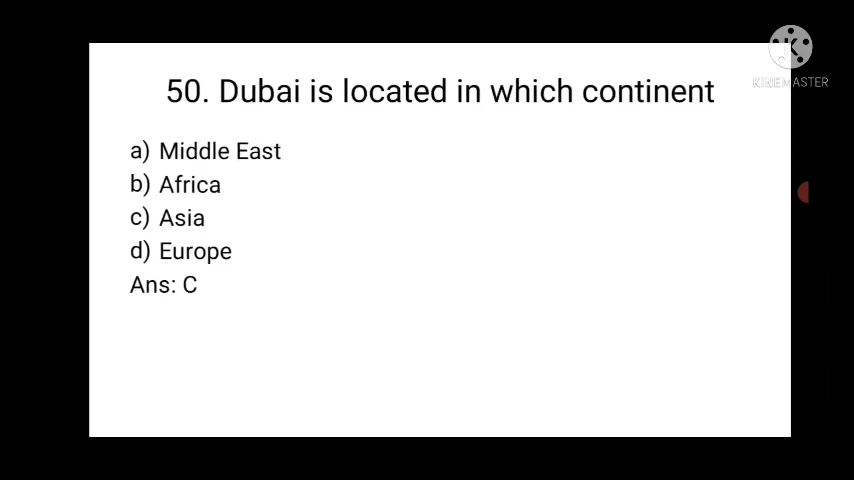 50. Dubai is located in which continent
KINEMASTER
a) Middle East
b) Africa
c) Asia
d) Europe
Ans: C